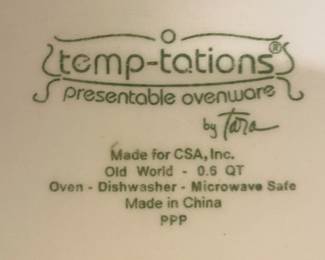 temp-tations®
presentable ovenware
by Tara
Made for CSA, Inc.
Old World - 0.6 QT
Oven - Dishwasher - Microwave Safe
Made in China
PPP